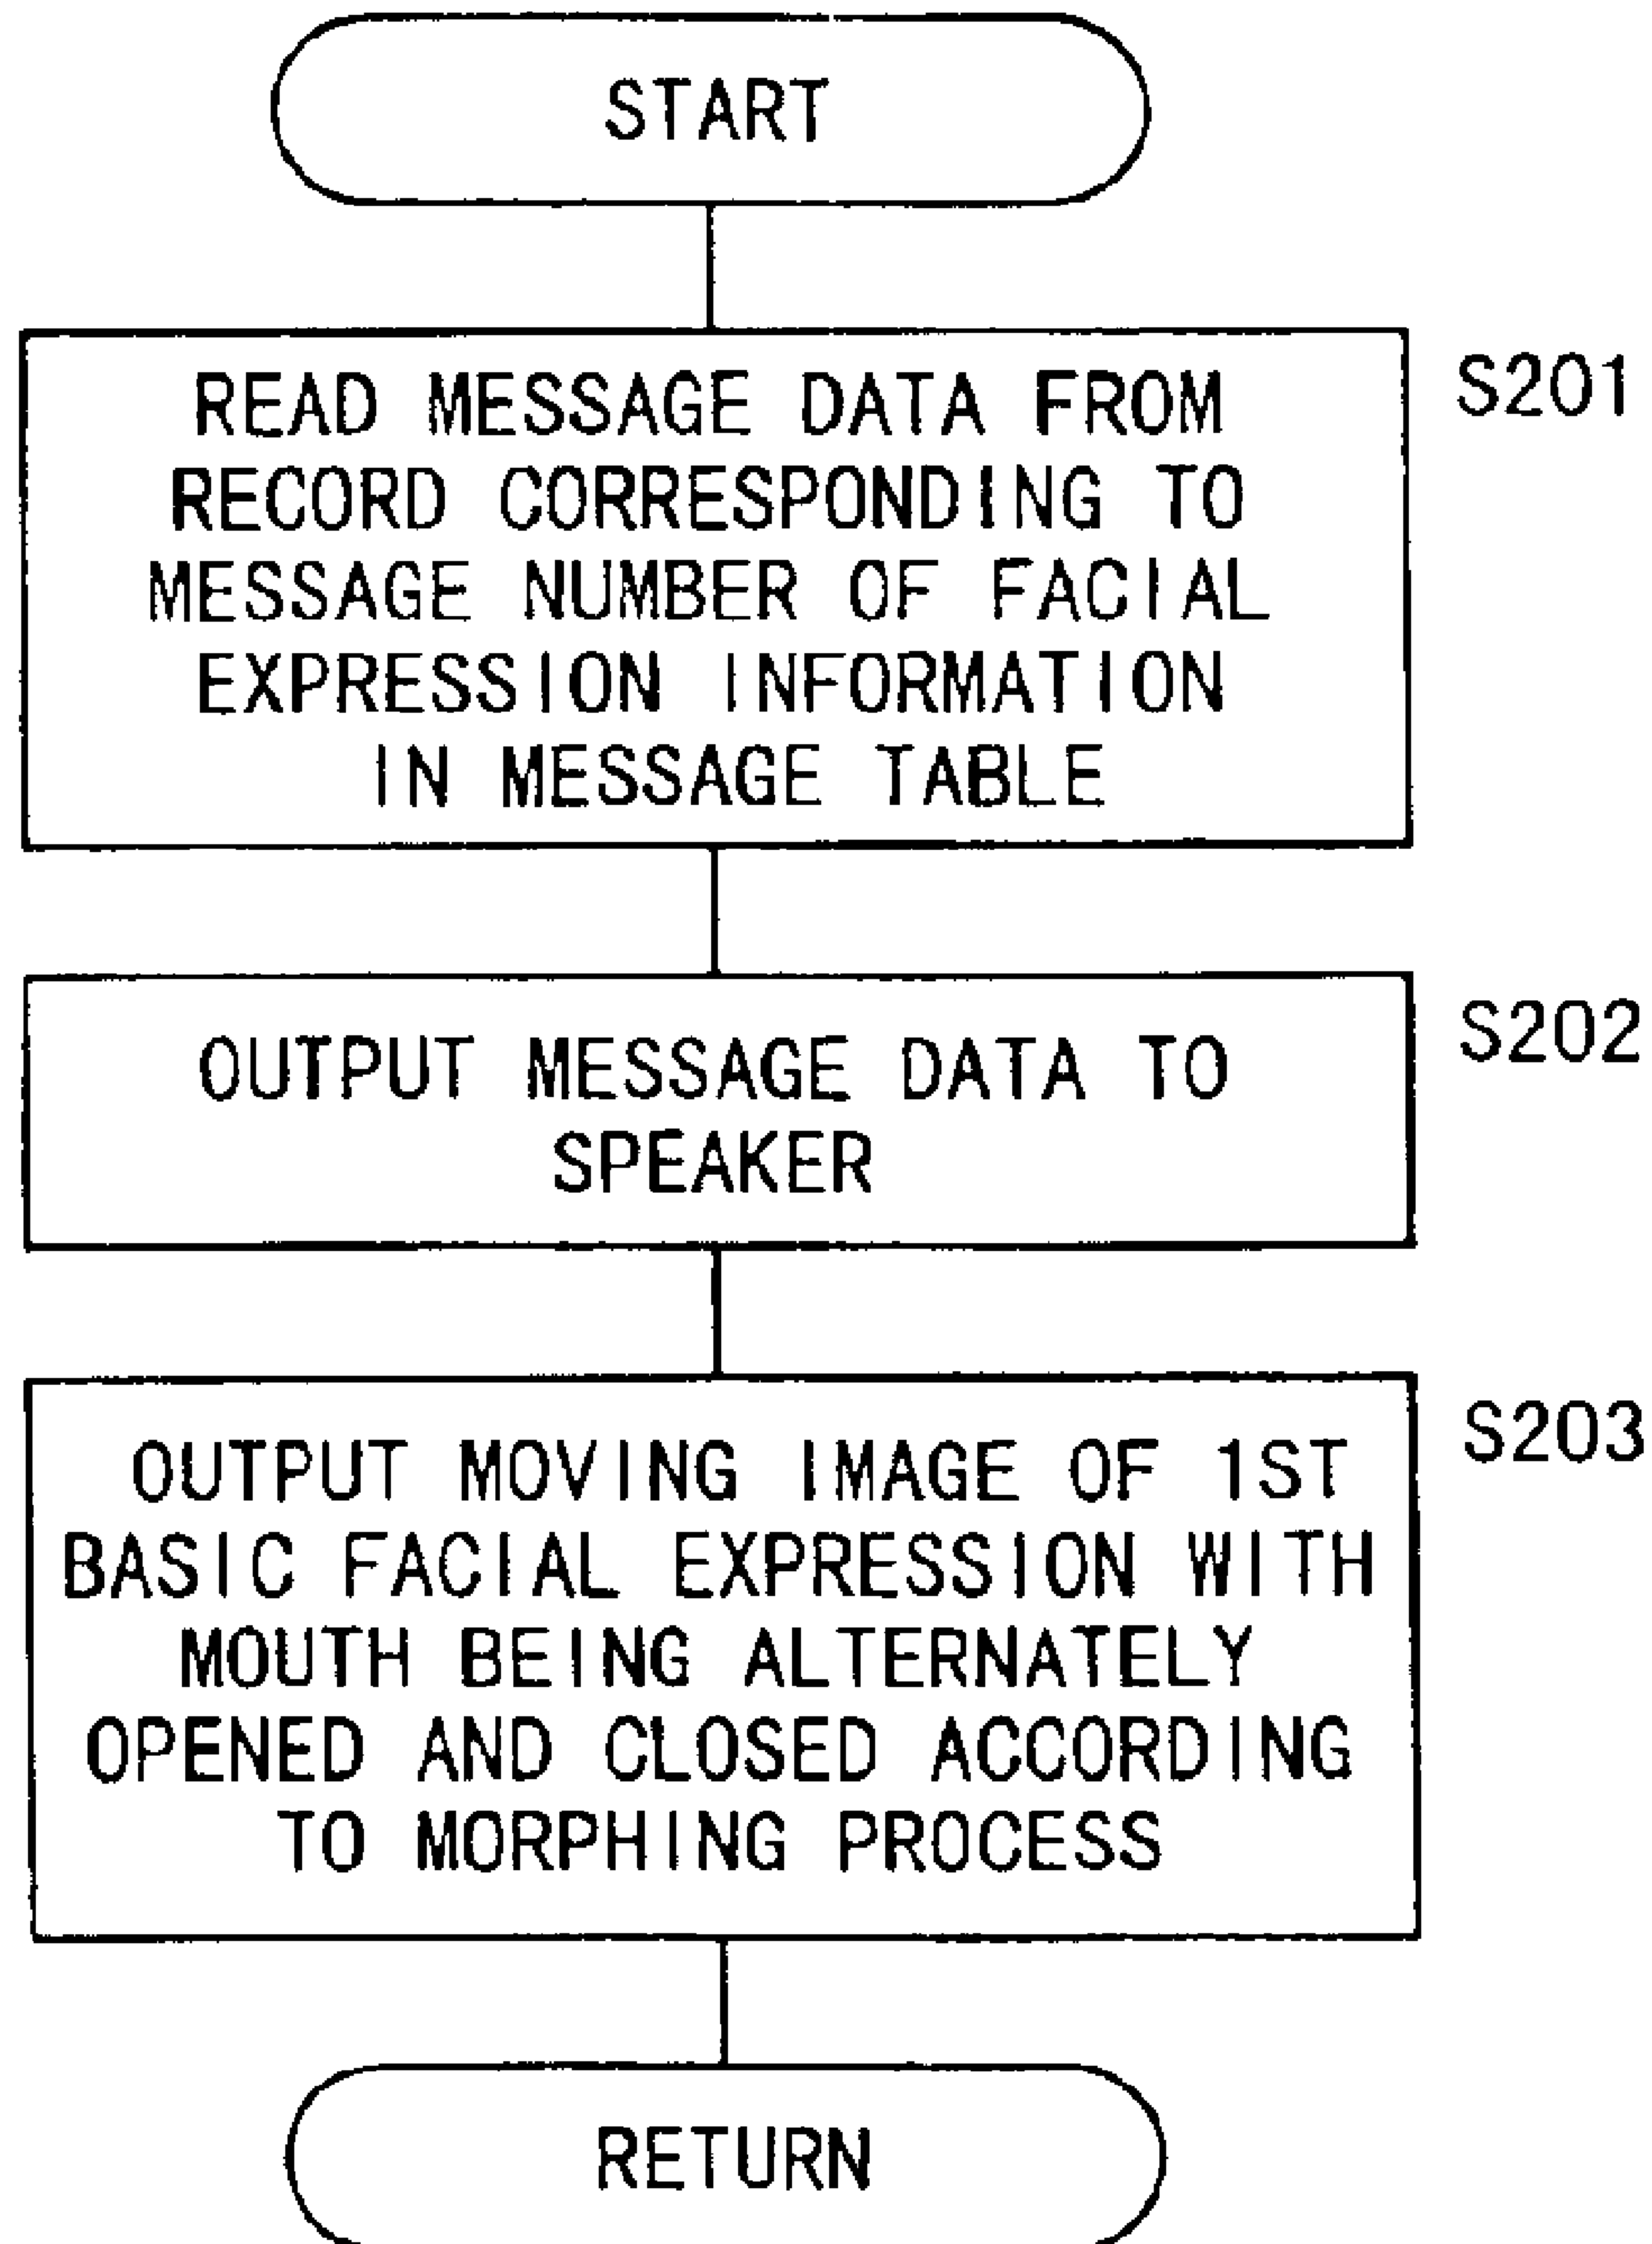 START
READ MESSAGE DATA FROM
S201
RECORD CORRESPONDING TO
MESSAGE NUMBER OF FACIAL
EXPRESSION INFORMATION
IN MESSAGE TABLE
S202
OUTPUT MESSAGE DATA TO
SPEAKER
S203
OUTPUT MOVING IMAGE OF 1ST
BASIC FACIAL EXPRESSION WITH
MOUTH BEING ALTERNATELY
OPENED AND CLOSED ACCORDING
TO MORPHING PROCESS
RETURN